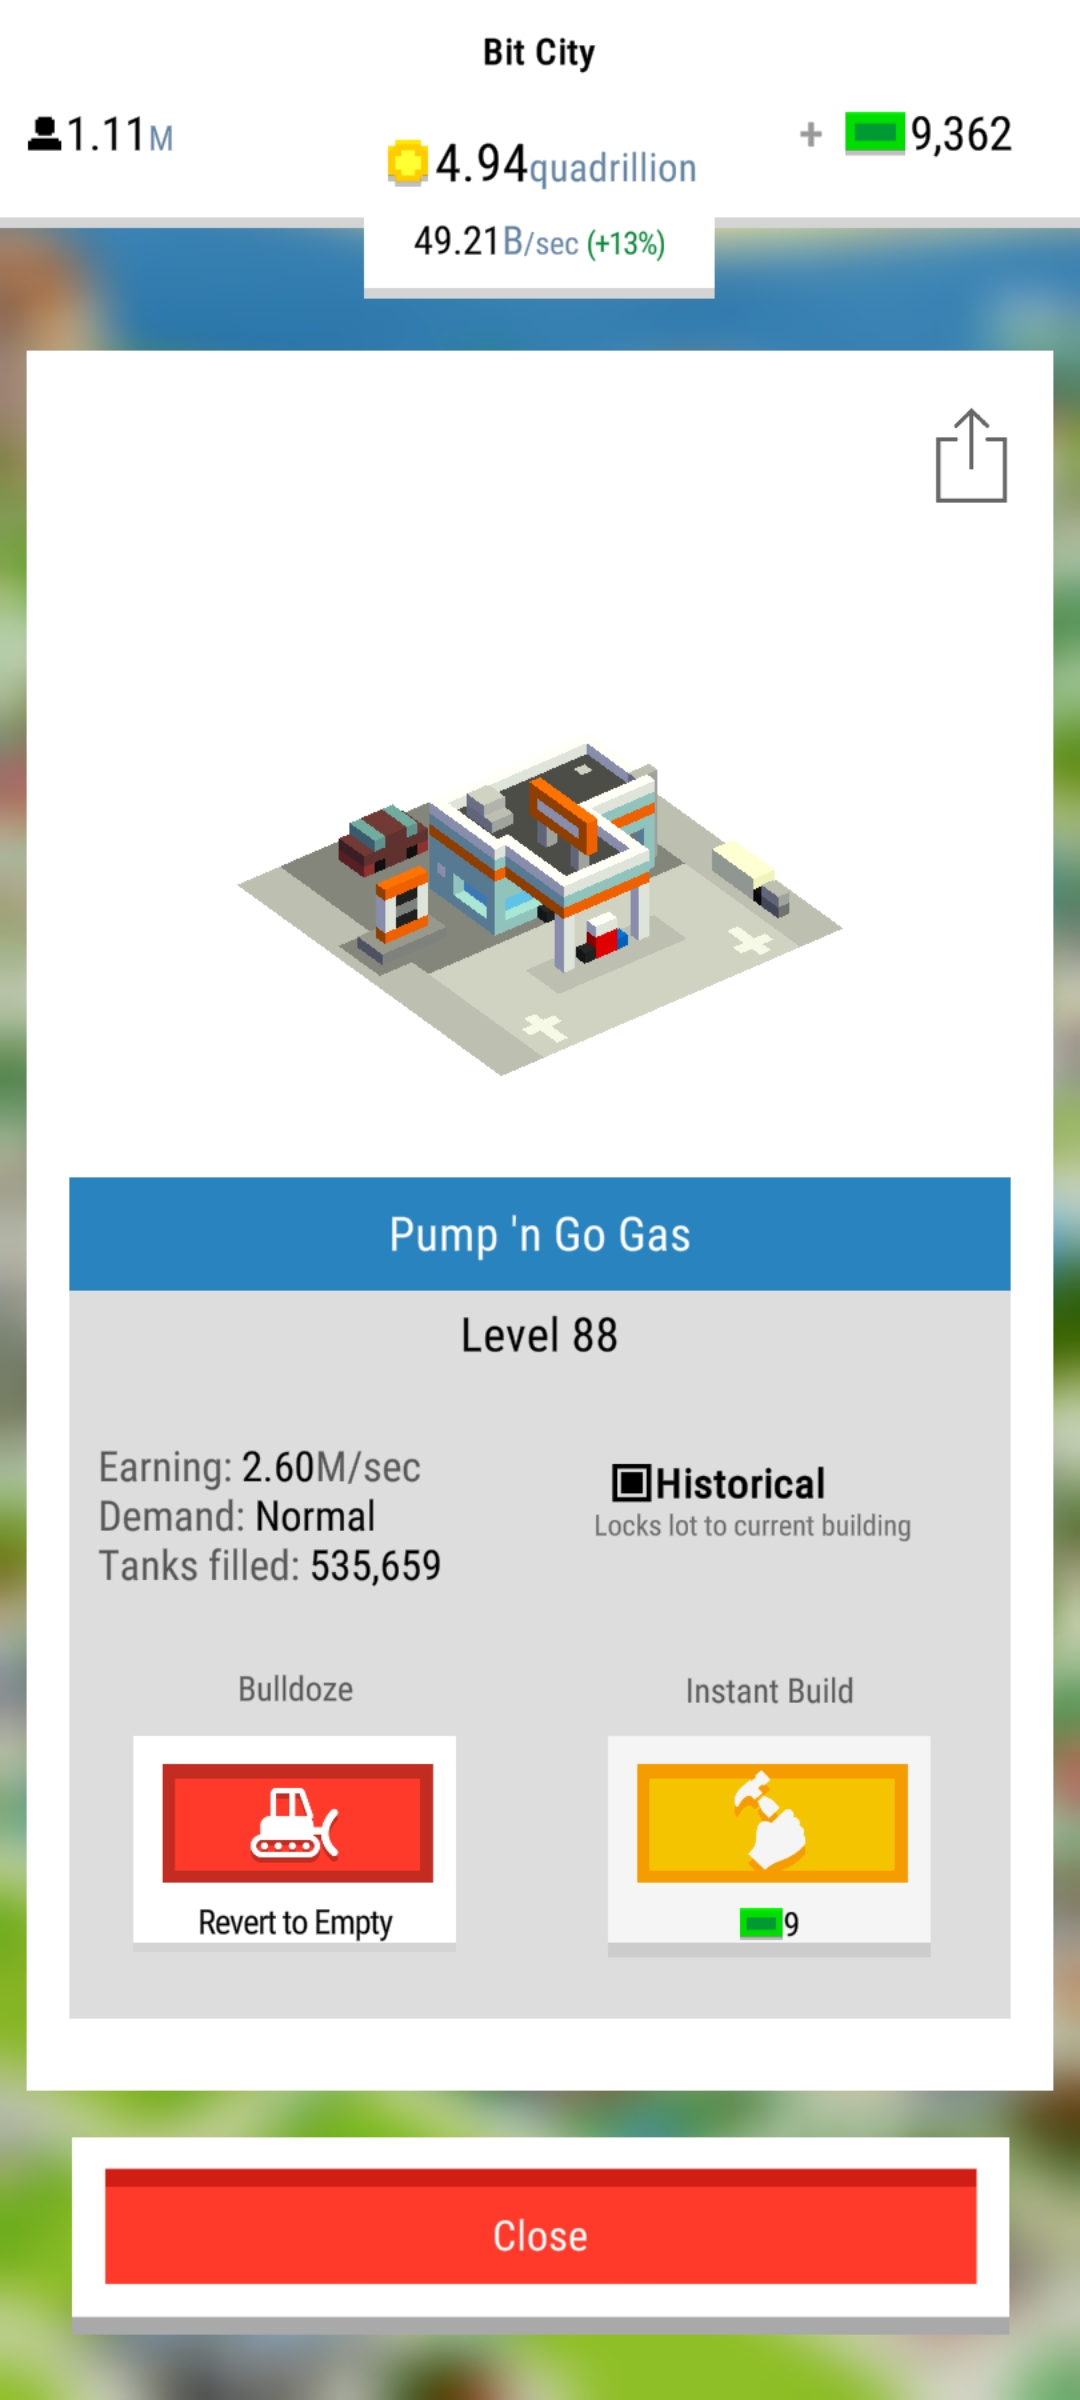 Bit City
1.11M
4.94quadrillion
+ 9,362
49.21B/sec (+13%)
Pump 'n Go Gas
Level 88
Earning: 2.60M/sec
Demand: Normal
Tanks filled: 535,659
Historical
Locks lot to current building
Bulldoze
Instant Build
Revert to Empty
9
Close